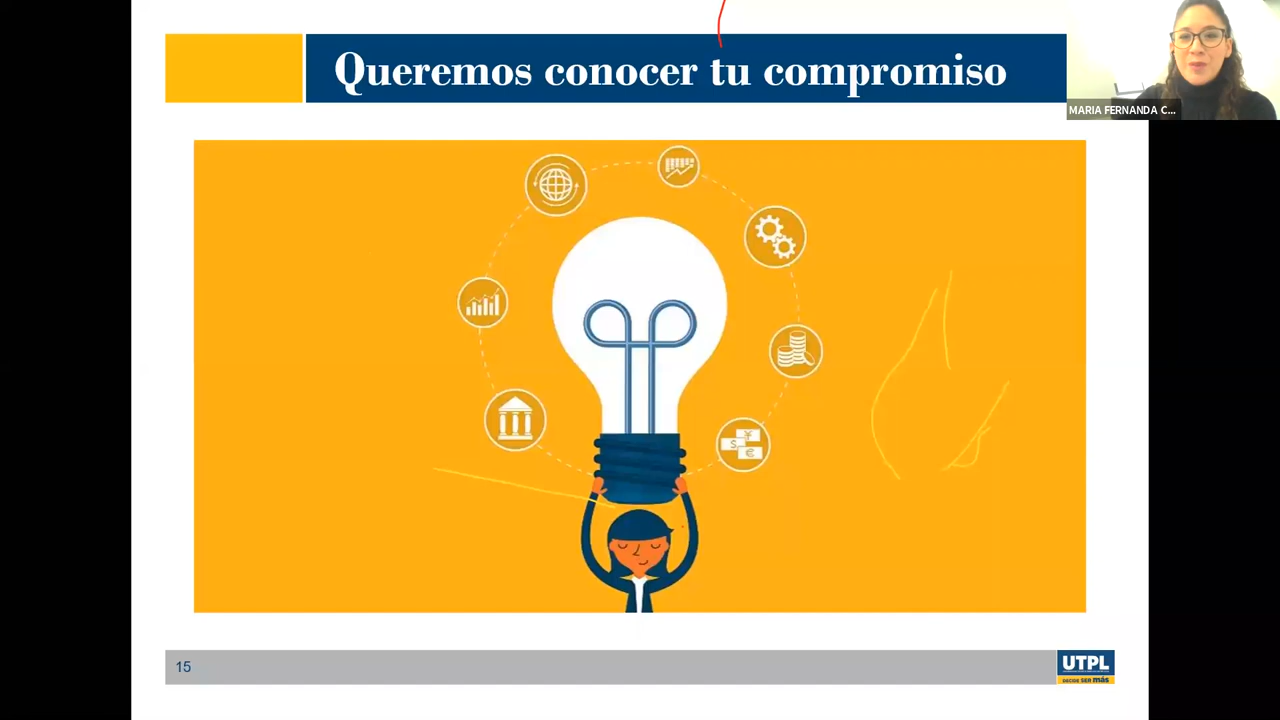 Queremos conocer tu compromiso
MARIA FERNANDA C...
15
UTPL
DECIDE SER más